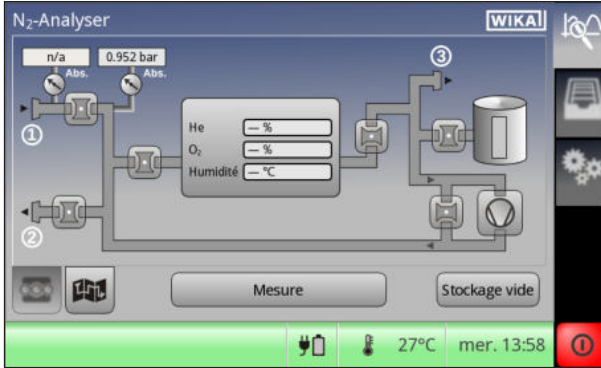 N₂-Analyser
WIKA
n/a
0.952 bar
Abs.
Abs.
③
①
He — %
O₂ — %
Humidité — °C
②
Mesure
Stockage vide
27°C
mer. 13:58